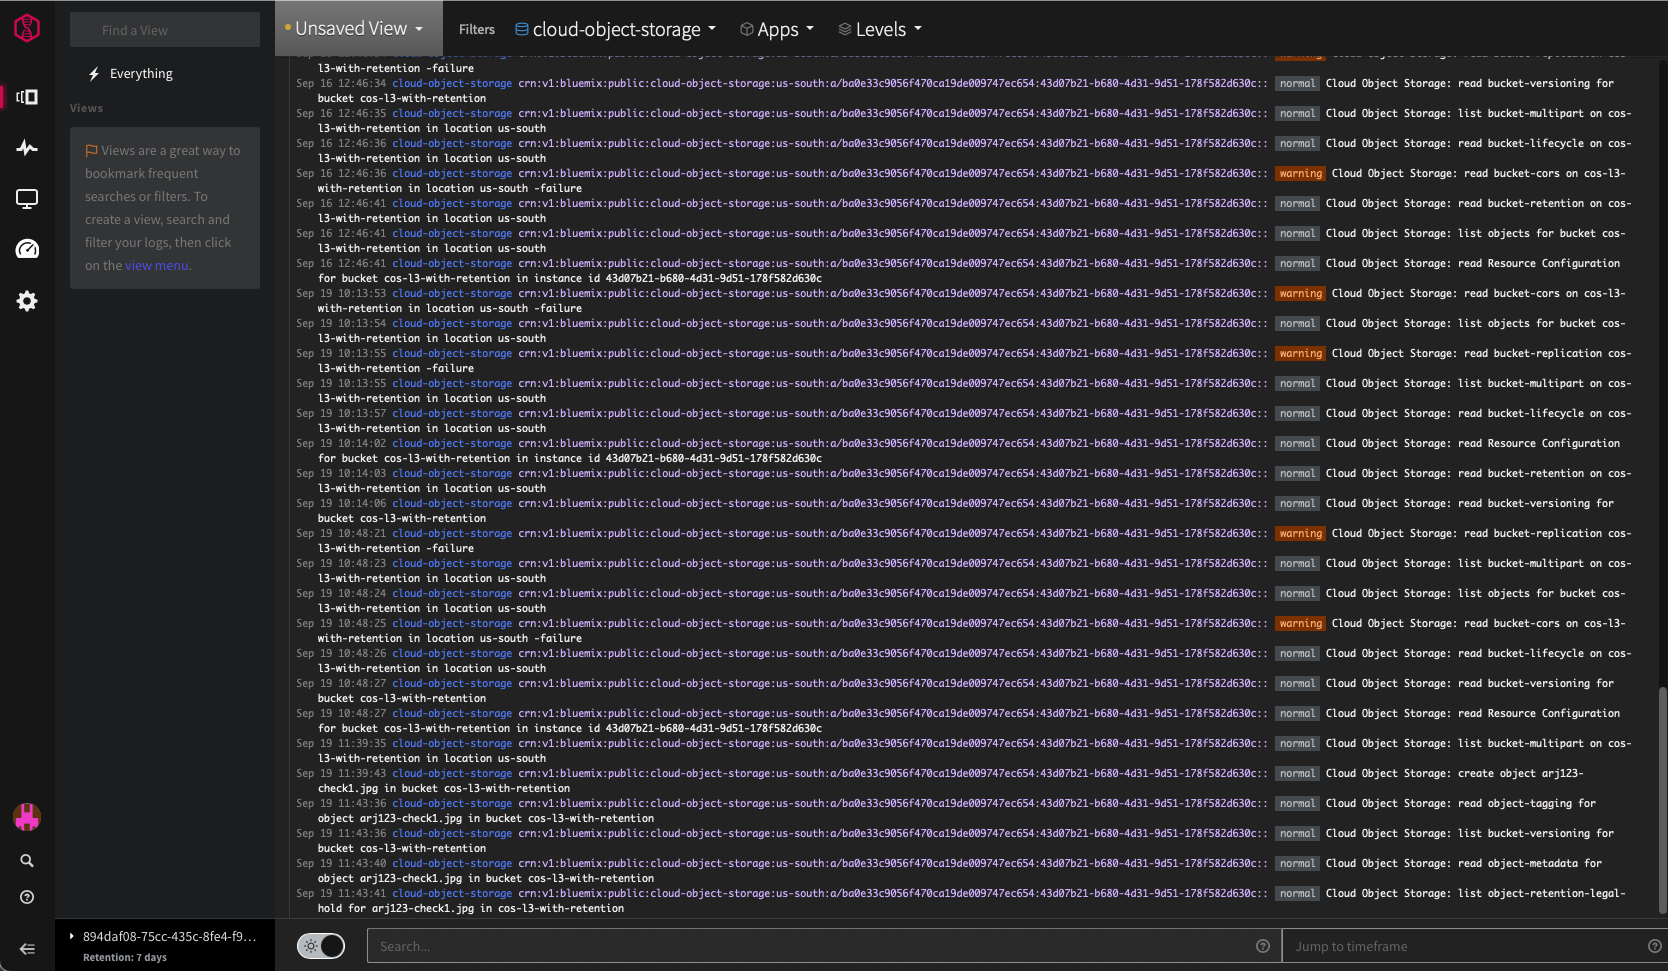 Find a View
Everything
Views
Views are a great way to
bookmark frequent
searches or filters. To
create a view, search and
filter your logs, then click
on the view menu.
894daf08-75cc-435c-8fe4-f9...
Retention: 7 days
Unsaved View
Filters
cloud-object-storage
Apps
Levels
l3-with-retention -failure
Sep 16 12:46:34 cloud-object-storage crn:v1:bluemix:public:cloud-object-storage:us-south:a/ba0e33c9056f470ca19de009747ec654:43d07b21-b680-4d31-9d51-178f582d630c:: normal Cloud Object Storage: read bucket-versioning for
bucket cos-l3-with-retention
Sep 16 12:46:35 cloud-object-storage crn:v1:bluemix:public:cloud-object-storage:us-south:a/ba0e33c9056f470ca19de009747ec654:43d07b21-b680-4d31-9d51-178f582d630c:: normal Cloud Object Storage: list bucket-multipart on cos-
l3-with-retention in location us-south
Sep 16 12:46:36 cloud-object-storage crn:v1:bluemix:public:cloud-object-storage:us-south:a/ba0e33c9056f470ca19de009747ec654:43d07b21-b680-4d31-9d51-178f582d630c:: normal Cloud Object Storage: read bucket-lifecycle on cos-
l3-with-retention in location us-south
Sep 16 12:46:36 cloud-object-storage crn:v1:bluemix:public:cloud-object-storage:us-south:a/ba0e33c9056f470ca19de009747ec654:43d07b21-b680-4d31-9d51-178f582d630c:: warning Cloud Object Storage: read bucket-cors on cos-l3-
with-retention in location us-south -failure
Sep 16 12:46:41 cloud-object-storage crn:v1:bluemix:public:cloud-object-storage:us-south:a/ba0e33c9056f470ca19de009747ec654:43d07b21-b680-4d31-9d51-178f582d630c:: normal Cloud Object Storage: read bucket-retention on cos-
l3-with-retention in location us-south
Sep 16 12:46:41 cloud-object-storage crn:v1:bluemix:public:cloud-object-storage:us-south:a/ba0e33c9056f470ca19de009747ec654:43d07b21-b680-4d31-9d51-178f582d630c:: normal Cloud Object Storage: list objects for bucket cos-
l3-with-retention in location us-south
Sep 16 12:46:41 cloud-object-storage crn:v1:bluemix:public:cloud-object-storage:us-south:a/ba0e33c9056f470ca19de009747ec654:43d07b21-b680-4d31-9d51-178f582d630c:: normal Cloud Object Storage: read Resource Configuration
for bucket cos-l3-with-retention in instance id 43d07b21-b680-4d31-9d51-178f582d630c
Sep 19 10:13:53 cloud-object-storage crn:v1:bluemix:public:cloud-object-storage:us-south:a/ba0e33c9056f470ca19de009747ec654:43d07b21-b680-4d31-9d51-178f582d630c:: warning Cloud Object Storage: read bucket-cors on cos-l3-
with-retention in location us-south -failure
Sep 19 10:13:54 cloud-object-storage crn:v1:bluemix:public:cloud-object-storage:us-south:a/ba0e33c9056f470ca19de009747ec654:43d07b21-b680-4d31-9d51-178f582d630c:: normal Cloud Object Storage: list objects for bucket cos-
l3-with-retention in location us-south
Sep 19 10:13:55 cloud-object-storage crn:v1:bluemix:public:cloud-object-storage:us-south:a/ba0e33c9056f470ca19de009747ec654:43d07b21-b680-4d31-9d51-178f582d630c:: warning Cloud Object Storage: read bucket-replication cos-
l3-with-retention -failure
Sep 19 10:13:55 cloud-object-storage crn:v1:bluemix:public:cloud-object-storage:us-south:a/ba0e33c9056f470ca19de009747ec654:43d07b21-b680-4d31-9d51-178f582d630c:: normal Cloud Object Storage: list bucket-multipart on cos-
l3-with-retention in location us-south
Sep 19 10:13:57 cloud-object-storage crn:v1:bluemix:public:cloud-object-storage:us-south:a/ba0e33c9056f470ca19de009747ec654:43d07b21-b680-4d31-9d51-178f582d630c:: normal Cloud Object Storage: read bucket-lifecycle on cos-
l3-with-retention in location us-south
Sep 19 10:14:02 cloud-object-storage crn:v1:bluemix:public:cloud-object-storage:us-south:a/ba0e33c9056f470ca19de009747ec654:43d07b21-b680-4d31-9d51-178f582d630c:: normal Cloud Object Storage: read Resource Configuration
for bucket cos-l3-with-retention in instance id 43d07b21-b680-4d31-9d51-178f582d630c
Sep 19 10:14:03 cloud-object-storage crn:v1:bluemix:public:cloud-object-storage:us-south:a/ba0e33c9056f470ca19de009747ec654:43d07b21-b680-4d31-9d51-178f582d630c:: normal Cloud Object Storage: read bucket-retention on cos-
l3-with-retention in location us-south
Sep 19 10:14:06 cloud-object-storage crn:v1:bluemix:public:cloud-object-storage:us-south:a/ba0e33c9056f470ca19de009747ec654:43d07b21-b680-4d31-9d51-178f582d630c:: normal Cloud Object Storage: read bucket-versioning for
bucket cos-l3-with-retention
Sep 19 10:48:21 cloud-object-storage crn:v1:bluemix:public:cloud-object-storage:us-south:a/ba0e33c9056f470ca19de009747ec654:43d07b21-b680-4d31-9d51-178f582d630c:: warning Cloud Object Storage: read bucket-replication cos-
l3-with-retention -failure
Sep 19 10:48:23 cloud-object-storage crn:v1:bluemix:public:cloud-object-storage:us-south:a/ba0e33c9056f470ca19de009747ec654:43d07b21-b680-4d31-9d51-178f582d630c:: normal Cloud Object Storage: list bucket-multipart on cos-
l3-with-retention in location us-south
Sep 19 10:48:24 cloud-object-storage crn:v1:bluemix:public:cloud-object-storage:us-south:a/ba0e33c9056f470ca19de009747ec654:43d07b21-b680-4d31-9d51-178f582d630c:: normal Cloud Object Storage: list objects for bucket cos-
l3-with-retention in location us-south
Sep 19 10:48:25 cloud-object-storage crn:v1:bluemix:public:cloud-object-storage:us-south:a/ba0e33c9056f470ca19de009747ec654:43d07b21-b680-4d31-9d51-178f582d630c:: warning Cloud Object Storage: read bucket-cors on cos-l3-
with-retention in location us-south -failure
Sep 19 10:48:26 cloud-object-storage crn:v1:bluemix:public:cloud-object-storage:us-south:a/ba0e33c9056f470ca19de009747ec654:43d07b21-b680-4d31-9d51-178f582d630c:: normal Cloud Object Storage: read bucket-lifecycle on cos-
l3-with-retention in location us-south
Sep 19 10:48:27 cloud-object-storage crn:v1:bluemix:public:cloud-object-storage:us-south:a/ba0e33c9056f470ca19de009747ec654:43d07b21-b680-4d31-9d51-178f582d630c:: normal Cloud Object Storage: read bucket-versioning for
bucket cos-l3-with-retention
Sep 19 10:48:27 cloud-object-storage crn:v1:bluemix:public:cloud-object-storage:us-south:a/ba0e33c9056f470ca19de009747ec654:43d07b21-b680-4d31-9d51-178f582d630c:: normal Cloud Object Storage: read Resource Configuration
for bucket cos-l3-with-retention in instance id 43d07b21-b680-4d31-9d51-178f582d630c
Sep 19 11:39:35 cloud-object-storage crn:v1:bluemix:public:cloud-object-storage:us-south:a/ba0e33c9056f470ca19de009747ec654:43d07b21-b680-4d31-9d51-178f582d630c:: normal Cloud Object Storage: list bucket-multipart on cos-
l3-with-retention in location us-south
Sep 19 11:39:43 cloud-object-storage crn:v1:bluemix:public:cloud-object-storage:us-south:a/ba0e33c9056f470ca19de009747ec654:43d07b21-b680-4d31-9d51-178f582d630c:: normal Cloud Object Storage: create object arj123-
check1.jpg in bucket cos-l3-with-retention
Sep 19 11:43:36 cloud-object-storage crn:v1:bluemix:public:cloud-object-storage:us-south:a/ba0e33c9056f470ca19de009747ec654:43d07b21-b680-4d31-9d51-178f582d630c:: normal Cloud Object Storage: read object-tagging for
object arj123-check1.jpg in bucket cos-l3-with-retention
Sep 19 11:43:36 cloud-object-storage crn:v1:bluemix:public:cloud-object-storage:us-south:a/ba0e33c9056f470ca19de009747ec654:43d07b21-b680-4d31-9d51-178f582d630c:: normal Cloud Object Storage: list bucket-versioning for
bucket cos-l3-with-retention
Sep 19 11:43:40 cloud-object-storage crn:v1:bluemix:public:cloud-object-storage:us-south:a/ba0e33c9056f470ca19de009747ec654:43d07b21-b680-4d31-9d51-178f582d630c:: normal Cloud Object Storage: read object-metadata for
object arj123-check1.jpg in bucket cos-l3-with-retention
Sep 19 11:43:41 cloud-object-storage crn:v1:bluemix:public:cloud-object-storage:us-south:a/ba0e33c9056f470ca19de009747ec654:43d07b21-b680-4d31-9d51-178f582d630c:: normal Cloud Object Storage: list object-retention-legal-
hold for arj123-check1.jpg in cos-l3-with-retention
Search...
Jump to timeframe